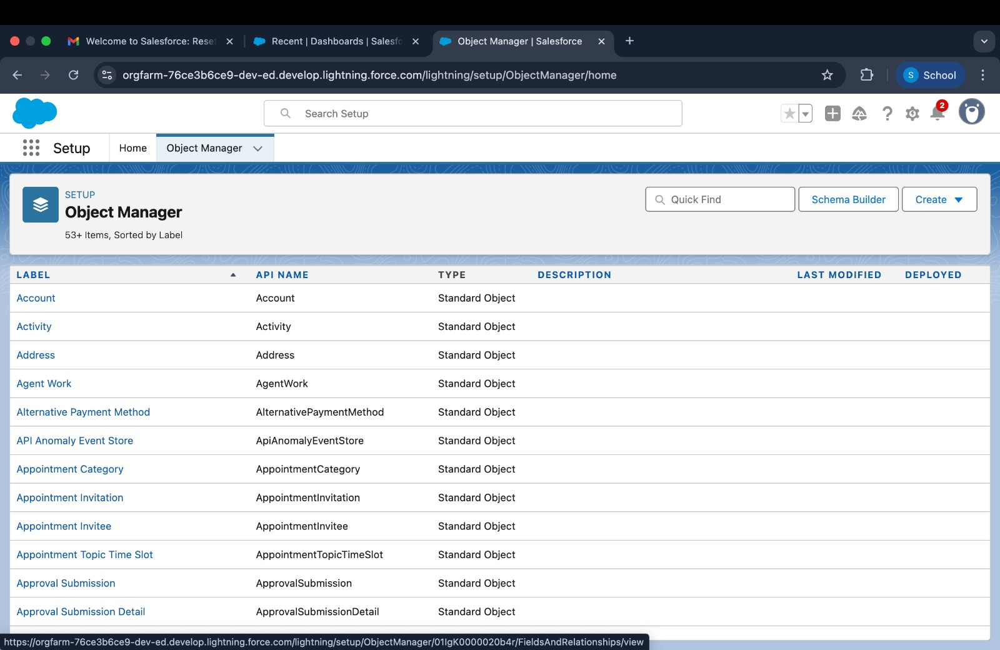 Welcome to Salesforce: Rese
Recent | Dashboards | Salesfo
Object Manager | Salesforce
orgfarm-76ce3b6ce9-dev-ed.develop.lightning.force.com/lightning/setup/ObjectManager/home
S School
Search Setup
2
Setup
Home
Object Manager
SETUP
Object Manager
53+ Items, Sorted by Label
Quick Find
Schema Builder
Create
LABEL API NAME TYPE DESCRIPTION LAST MODIFIED DEPLOYED
Account Account Standard Object
Activity Activity Standard Object
Address Address Standard Object
Agent Work AgentWork Standard Object
Alternative Payment Method AlternativePaymentMethod Standard Object
API Anomaly Event Store ApiAnomalyEventStore Standard Object
Appointment Category AppointmentCategory Standard Object
Appointment Invitation AppointmentInvitation Standard Object
Appointment Invitee AppointmentInvitee Standard Object
Appointment Topic Time Slot AppointmentTopicTimeSlot Standard Object
Approval Submission ApprovalSubmission Standard Object
Approval Submission Detail ApprovalSubmissionDetail Standard Object
https://orgfarm-76ce3b6ce9-dev-ed.develop.lightning.force.com/lightning/setup/ObjectManager/01IgK0000020b4r/FieldsAndRelationships/view